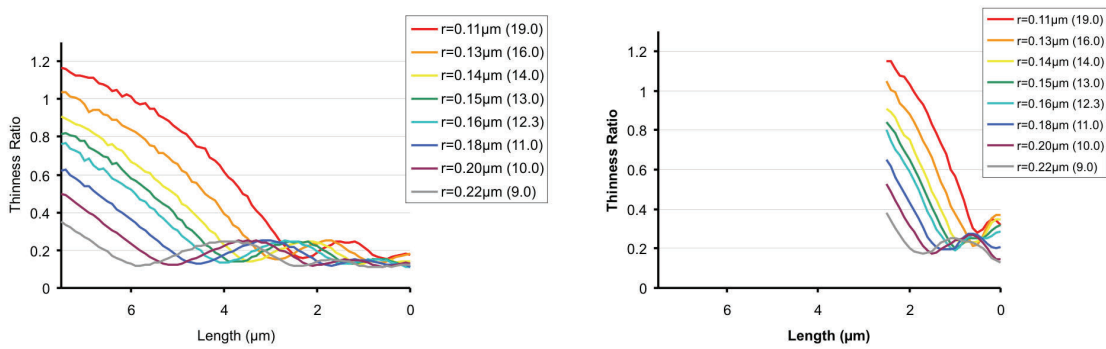 r=0.11µm (19.0)
r=0.13µm (16.0)
r=0.14µm (14.0)
r=0.15µm (13.0)
r=0.16µm (12.3)
r=0.18µm (11.0)
r=0.20µm (10.0)
r=0.22µm (9.0)
Thinness Ratio
1.2
1
0.8
0.6
0.4
0.2
0
6
4
2
0
Length (µm)
r=0.11µm (19.0)
r=0.13µm (16.0)
r=0.14µm (14.0)
r=0.15µm (13.0)
r=0.16µm (12.3)
r=0.18µm (11.0)
r=0.20µm (10.0)
r=0.22µm (9.0)
Thinness Ratio
1.2
1
0.8
0.6
0.4
0.2
0
6
4
2
0
Length (µm)